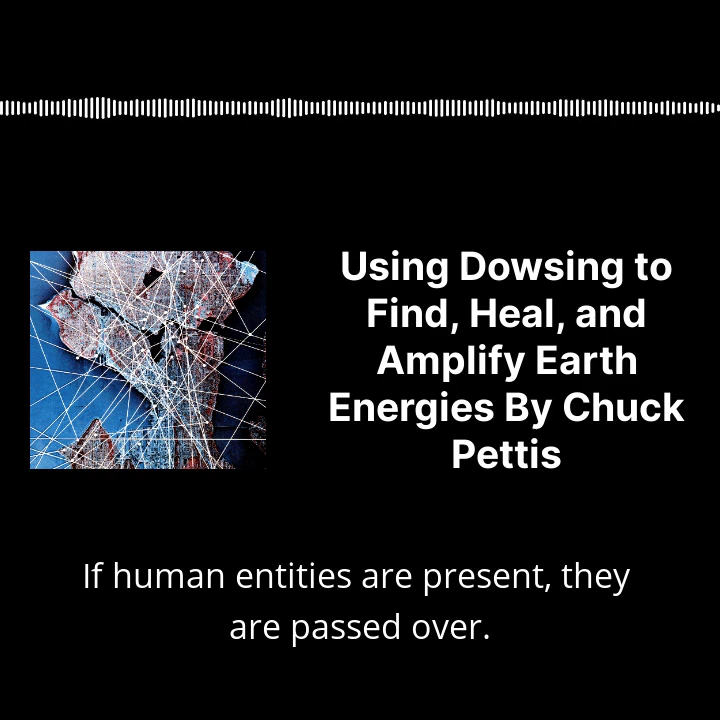 Using Dowsing to
Find, Heal, and
Amplify Earth
Energies By Chuck
Pettis
If human entities are present, they
are passed over.